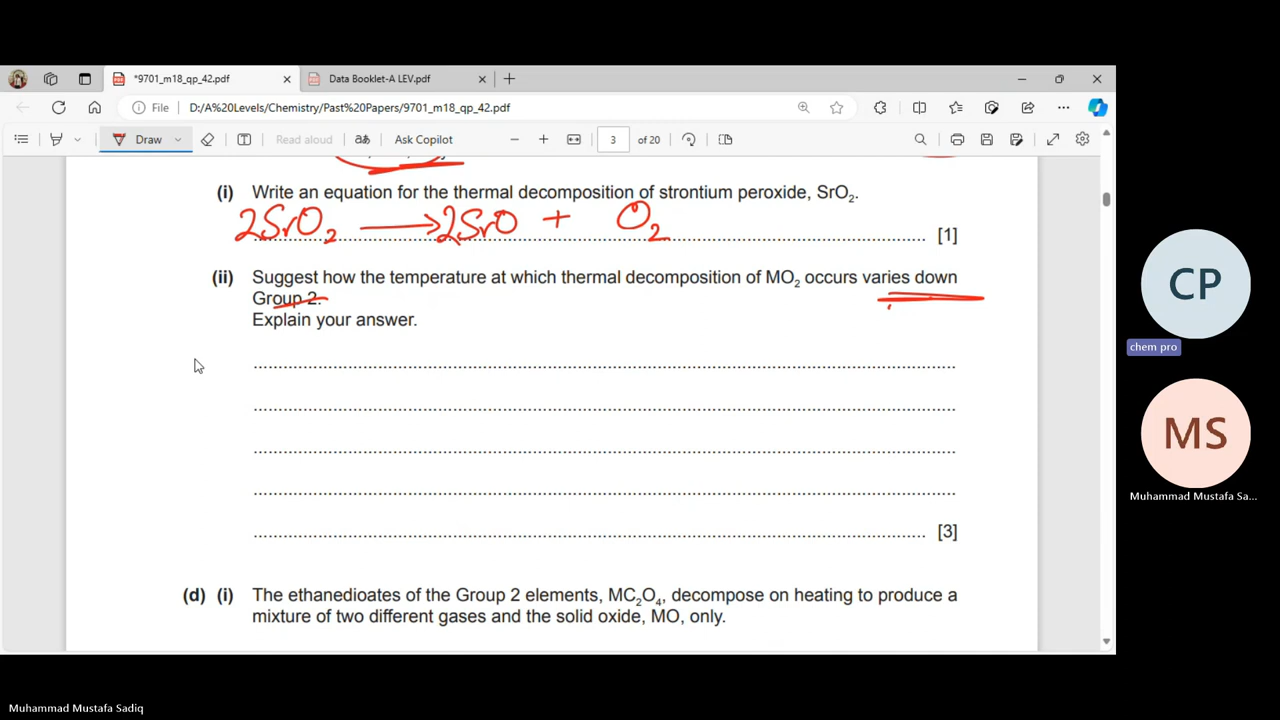 *9701_m18_qp_42.pdf
Data Booklet-A LEV.pdf
File
D:/A%20Levels/Chemistry/Past%20Papers/9701_m18_qp_42.pdf
Draw
Read aloud
あ
Ask Copilot
3
of 20
(i) Write an equation for the thermal decomposition of strontium peroxide, SrO₂.
2SrO₂ ⟶ 2SrO + O₂
.......... [1]
(ii) Suggest how the temperature at which thermal decomposition of MO₂ occurs varies down
Group 2.
Explain your answer.
..........
..........
..........
..........
.......... [3]
(d) (i) The ethanedioates of the Group 2 elements, MC₂O₄, decompose on heating to produce a
mixture of two different gases and the solid oxide, MO, only.
CP
chem pro
MS
Muhammad Mustafa Sa...
Muhammad Mustafa Sadiq